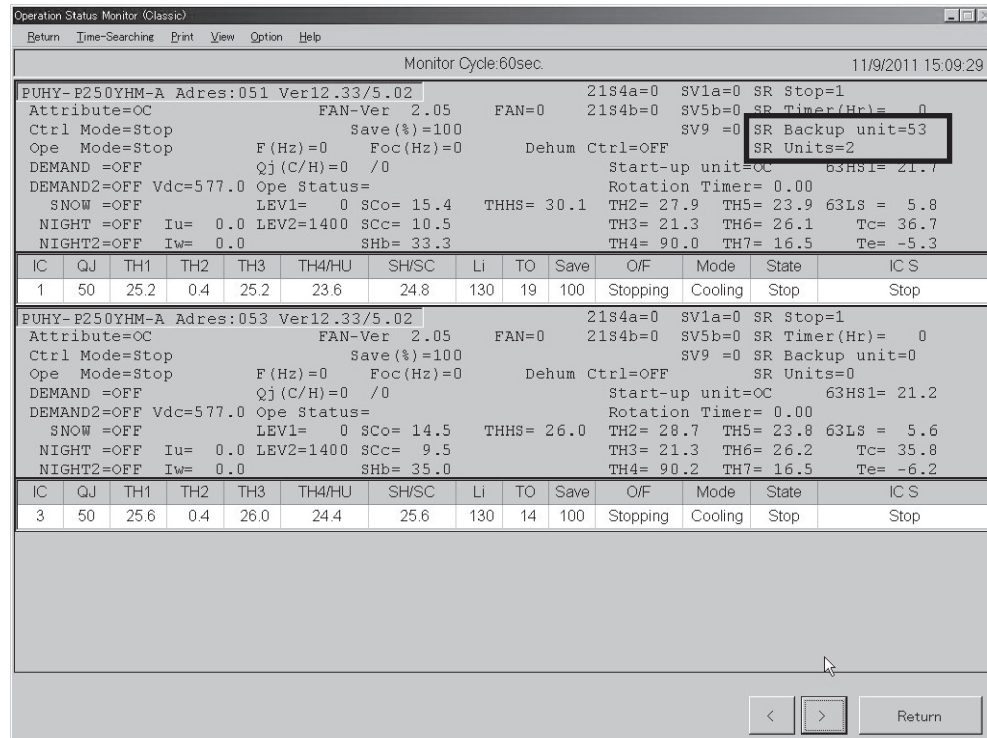 Operation Status Monitor (Classic)
Return Time-Searching Print View Option Help
Monitor Cycle:60sec. 11/9/2011 15:09:29
PUHY-P250YHM-A Adres:051 Ver12.33/5.02 21S4a=0 SV1a=0 SR Stop=1
Attribute=OC FAN-Ver 2.05 FAN=0 21S4b=0 SV5b=0 SR Timer(Hr)= 0
Ctrl Mode=Stop Save(%)=100 SV9 =0 SR Backup unit=53
Ope Mode=Stop F(Hz)=0 Foc(Hz)=0 Dehum Ctrl=OFF SR Units=2
DEMAND =OFF Qj(C/H)=0 /0 Start-up unit=OC 63HS1= 21.7
DEMAND2=OFF Vdc=577.0 Ope Status= Rotation Timer= 0.00
SNOW =OFF LEV1= 0 SCo= 15.4 THHS= 30.1 TH2= 27.9 TH5= 23.9 63LS = 5.8
NIGHT =OFF Iu= 0.0 LEV2=1400 SCc= 10.5 TH3= 21.3 TH6= 26.1 Tc= 36.7
NIGHT2=OFF Iw= 0.0 SHb= 33.3 TH4= 90.0 TH7= 16.5 Te= -5.3
IC QJ TH1 TH2 TH3 TH4/HU SH/SC Li TO Save O/F Mode State IC S
1 50 25.2 0.4 25.2 23.6 24.8 130 19 100 Stopping Cooling Stop Stop
PUHY-P250YHM-A Adres:053 Ver12.33/5.02 21S4a=0 SV1a=0 SR Stop=1
Attribute=OC FAN-Ver 2.05 FAN=0 21S4b=0 SV5b=0 SR Timer(Hr)= 0
Ctrl Mode=Stop Save(%)=100 SV9 =0 SR Backup unit=0
Ope Mode=Stop F(Hz)=0 Foc(Hz)=0 Dehum Ctrl=OFF SR Units=0
DEMAND =OFF Qj(C/H)=0 /0 Start-up unit=OC 63HS1= 21.2
DEMAND2=OFF Vdc=577.0 Ope Status= Rotation Timer= 0.00
SNOW =OFF LEV1= 0 SCo= 14.5 THHS= 26.0 TH2= 28.7 TH5= 23.8 63LS = 5.6
NIGHT =OFF Iu= 0.0 LEV2=1400 SCc= 9.5 TH3= 21.3 TH6= 26.2 Tc= 35.8
NIGHT2=OFF Iw= 0.0 SHb= 35.0 TH4= 90.2 TH7= 16.5 Te= -6.2
IC QJ TH1 TH2 TH3 TH4/HU SH/SC Li TO Save O/F Mode State IC S
3 50 25.6 0.4 26.0 24.4 25.6 130 14 100 Stopping Cooling Stop Stop
< > Return